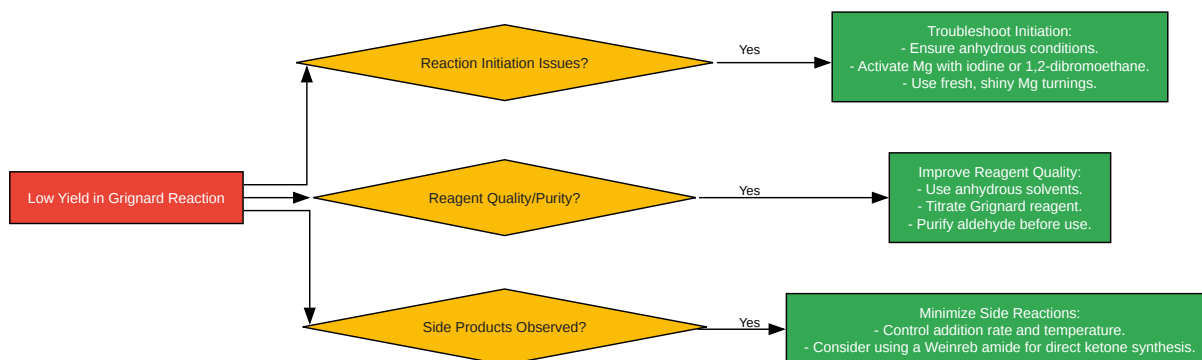 Low Yield in Grignard Reaction
Reaction Initiation Issues?
Yes
Troubleshoot Initiation:
- Ensure anhydrous conditions.
- Activate Mg with iodine or 1,2-dibromoethane.
- Use fresh, shiny Mg turnings.
Reagent Quality/Purity?
Yes
Improve Reagent Quality:
- Use anhydrous solvents.
- Titrate Grignard reagent.
- Purify aldehyde before use.
Side Products Observed?
Yes
Minimize Side Reactions:
- Control addition rate and temperature.
- Consider using a Weinreb amide for direct ketone synthesis.